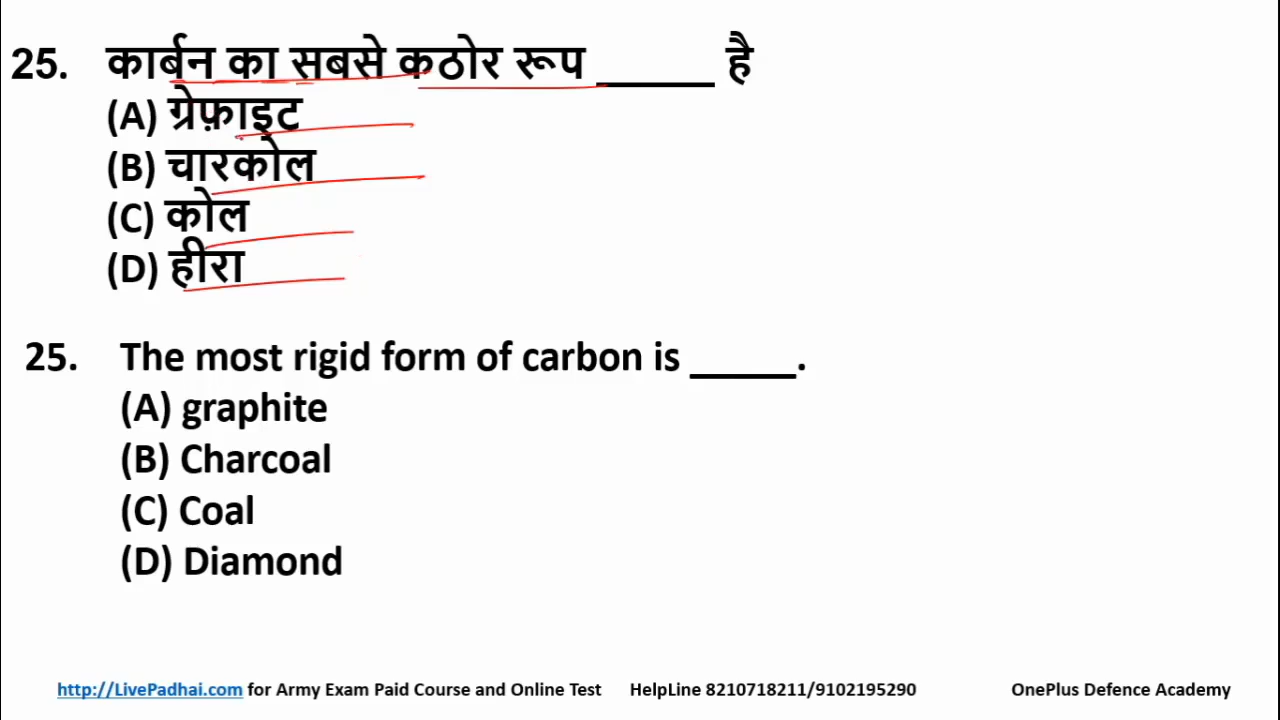 25. कार्बन का सबसे कठोर रूप _____ है
(A) ग्रेफ़ाइट
(B) चारकोल
(C) कोल
(D) हीरा
25. The most rigid form of carbon is _____.
(A) graphite
(B) Charcoal
(C) Coal
(D) Diamond
http://LivePadhai.com for Army Exam Paid Course and Online Test HelpLine 8210718211/9102195290 OnePlus Defence Academy